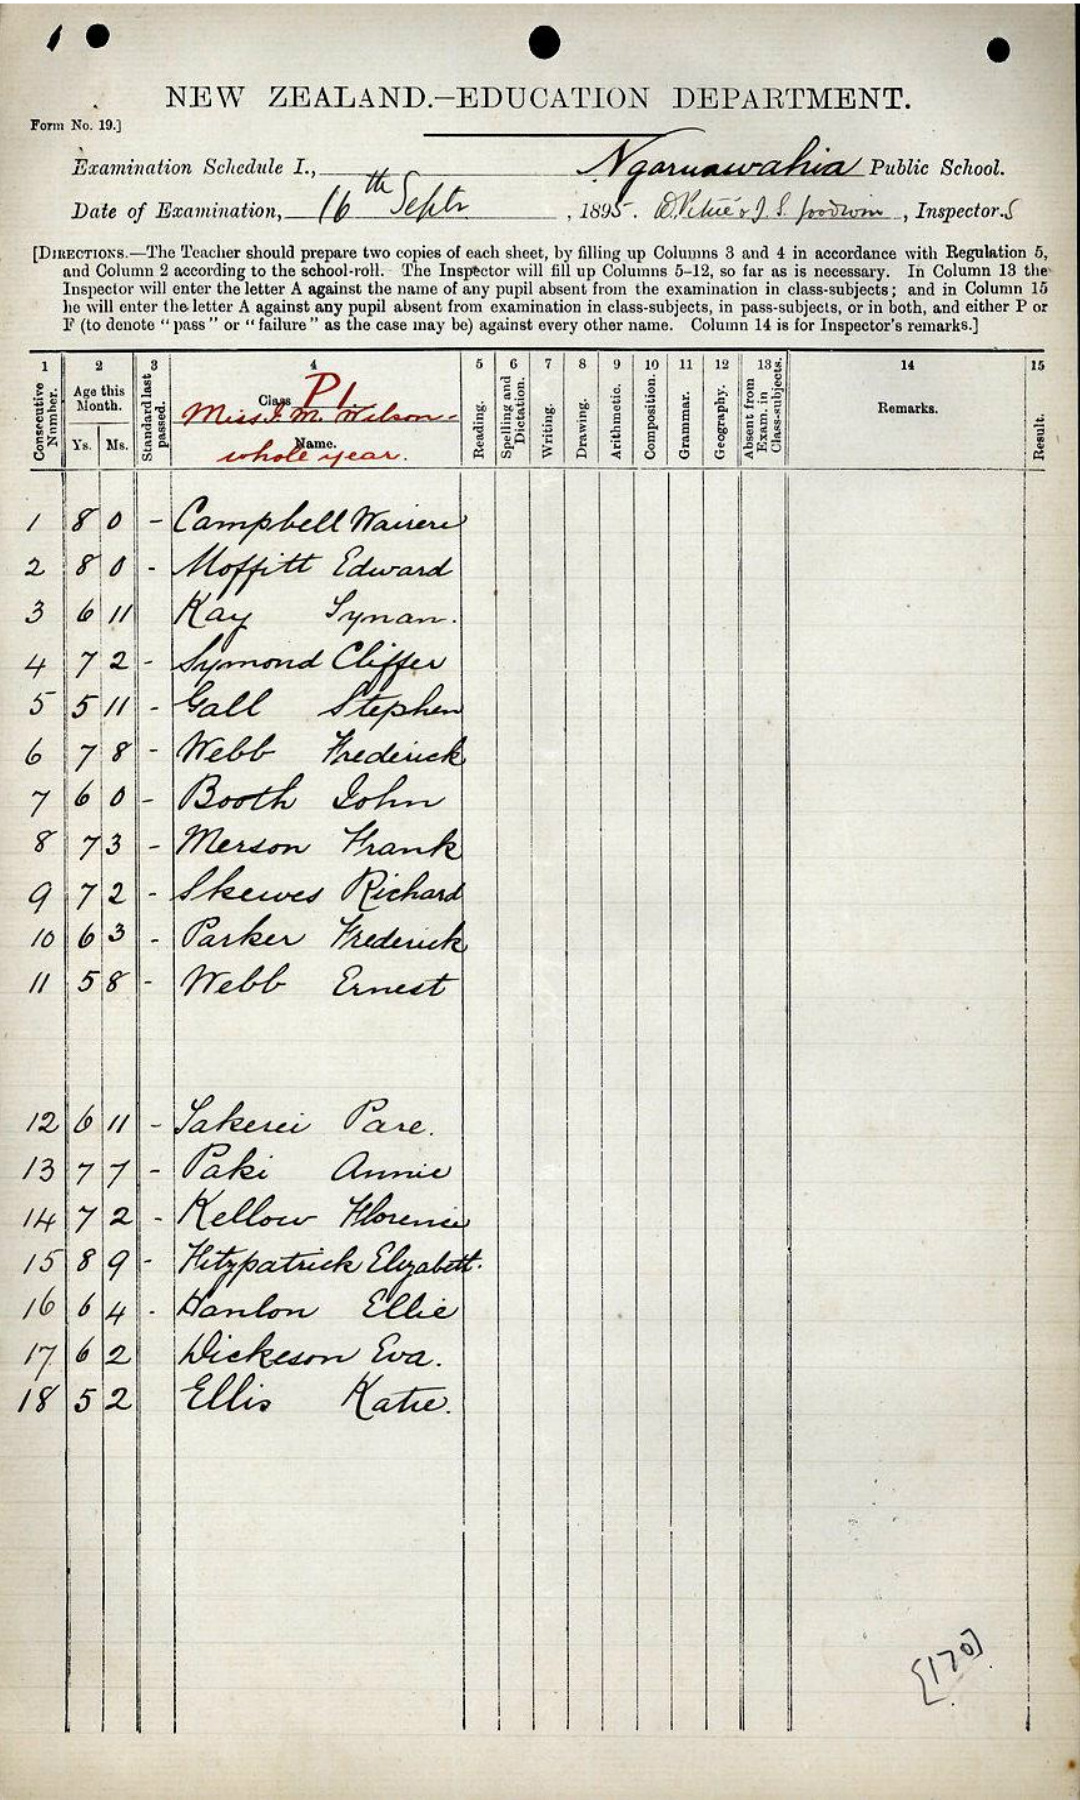 NEW ZEALAND.—EDUCATION DEPARTMENT.
Form No. 19.]
Examination Schedule I., Ngaruawahia Public School.
Date of Examination, 16th Septr, 1895. D. Petrie & J. S. Goodwin, Inspector.s
[DIRECTIONS.—The Teacher should prepare two copies of each sheet, by filling up Columns 3 and 4 in accordance with Regulation 5,
and Column 2 according to the school-roll. The Inspector will fill up Columns 5–12, so far as is necessary. In Column 13 the
Inspector will enter the letter A against the name of any pupil absent from the examination in class-subjects; and in Column 15
he will enter the letter A against any pupil absent from examination in class-subjects, in pass-subjects, or in both, and either P or
F (to denote "pass" or "failure" as the case may be) against every other name. Column 14 is for Inspector's remarks.]
1 2 3 4 5 6 7 8 9 10 11 12 13 14 15
Consecutive Number.
Age this Month.
Ys. Ms.
Standard last passed.
Class P1
Miss M. Wilson-
Name.
whole year.
Reading.
Spelling and Dictation.
Writing.
Drawing.
Arithmetic.
Composition.
Grammar.
Geography.
Absent from Exam. in Class-subjects.
Remarks.
Result.
1 8 0 - Campbell Waireri
2 8 0 - Moffitt Edward
3 6 11 Kay Tynan.
4 7 2 - Symond Cliffer
5 5 11 - Gall Stephen
6 7 8 - Webb Frederick
7 6 0 - Booth John
8 7 3 - Merson Frank
9 7 2 - Skewes Richard
10 6 3 - Parker Frederick
11 5 8 - Webb Ernest
12 6 11 - Takerei Pare.
13 7 7 - Paki Annie
14 7 2 - Kellow Florence
15 8 9 - Fitzpatrick Elizabeth.
16 6 4 - Hanlon Ellie
17 6 2 Dickeson Eva.
18 5 2 Ellis Katie.
[170]